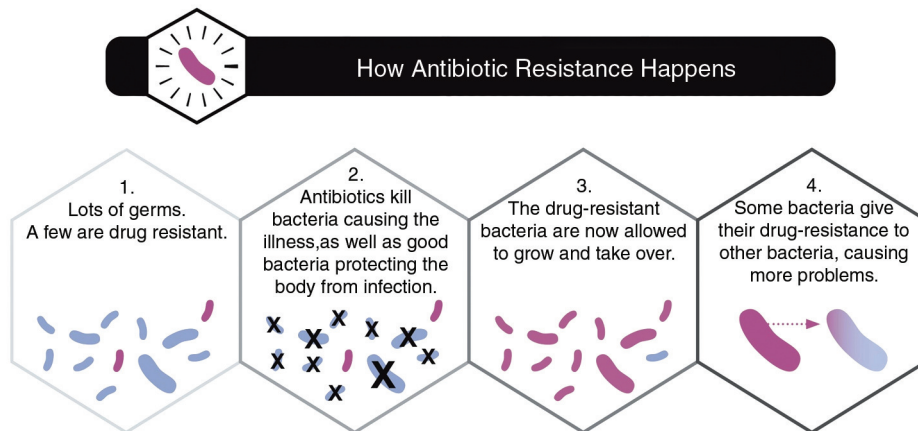 How Antibiotic Resistance Happens
1.
Lots of germs.
A few are drug resistant.
2.
Antibiotics kill
bacteria causing the
illness,as well as good
bacteria protecting the
body from infection.
3.
The drug-resistant
bacteria are now allowed
to grow and take over.
4.
Some bacteria give
their drug-resistance to
other bacteria, causing
more problems.
X
X
X
X
X
X
X
X
X
X
X